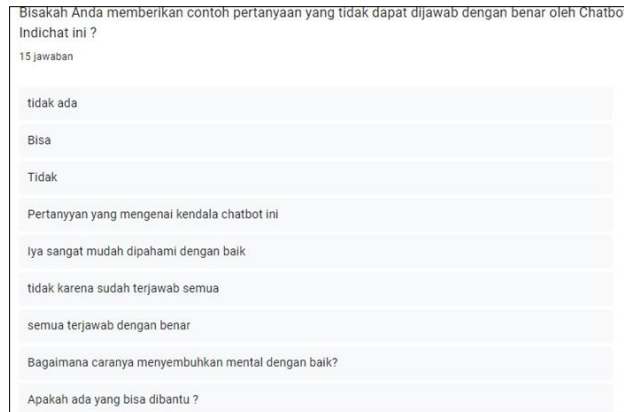 Bisakah Anda memberikan contoh pertanyaan yang tidak dapat dijawab dengan benar oleh Chatbo
Indichat ini ?
15 jawaban
tidak ada
Bisa
Tidak
Pertanyyan yang mengenai kendala chatbot ini
Iya sangat mudah dipahami dengan baik
tidak karena sudah terjawab semua
semua terjawab dengan benar
Bagaimana caranya menyembuhkan mental dengan baik?
Apakah ada yang bisa dibantu ?